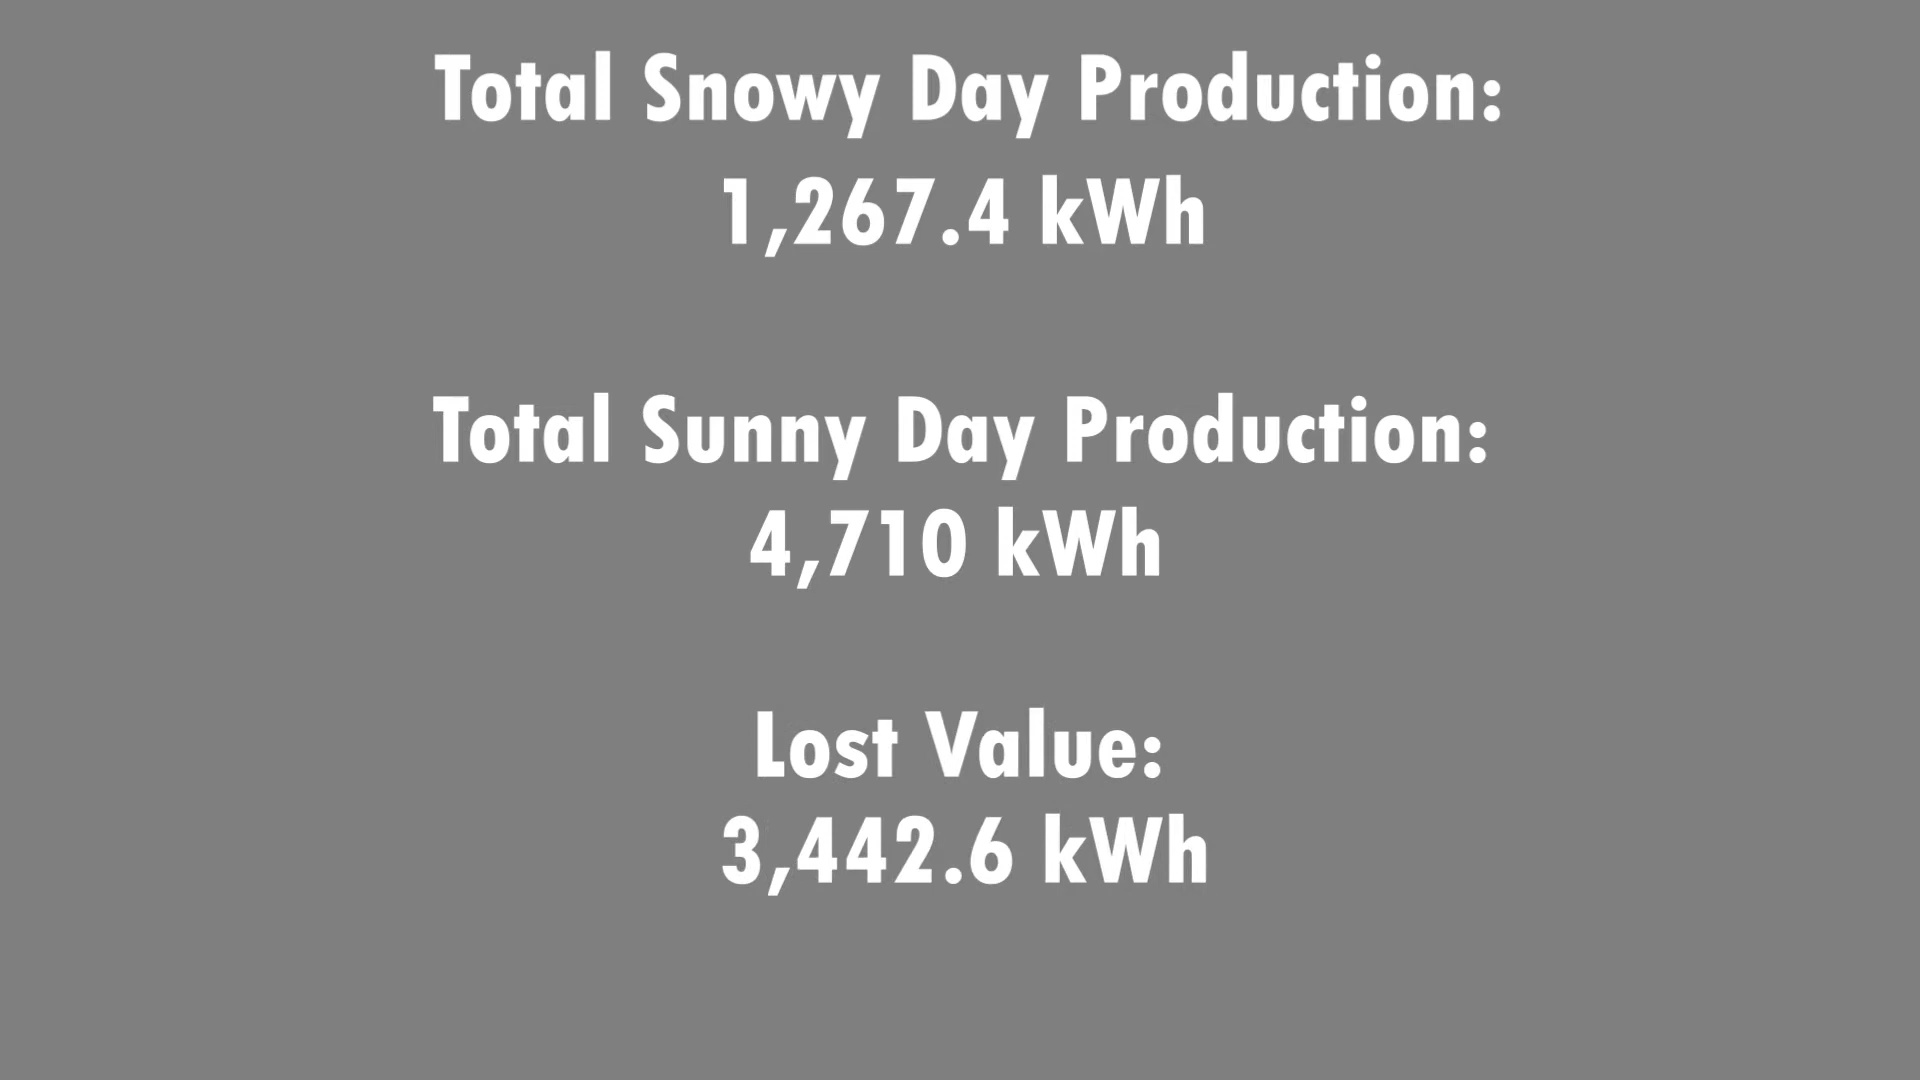 Total Snowy Day Production:
1,267.4 kWh
Total Sunny Day Production:
4,710 kWh
Lost Value:
3,442.6 kWh